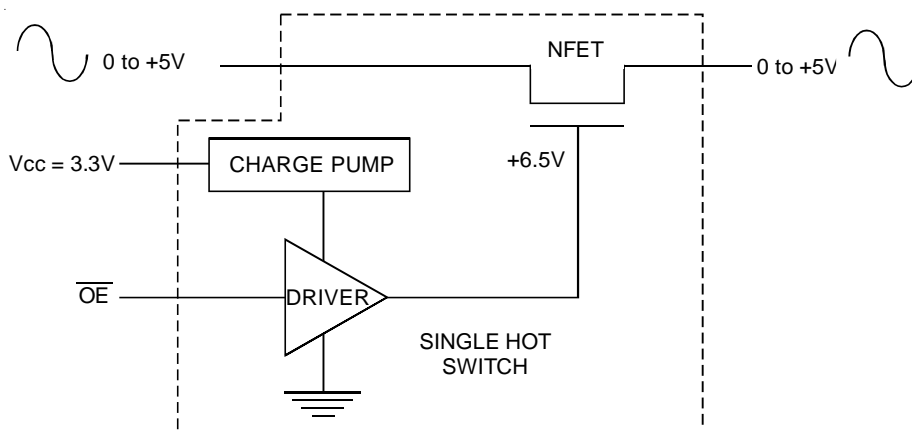 NFET
0 to +5V
0 to +5V
CHARGE PUMP
Vcc = 3.3V
+6.5V
OE
DRIVER
SINGLE HOT
SWITCH